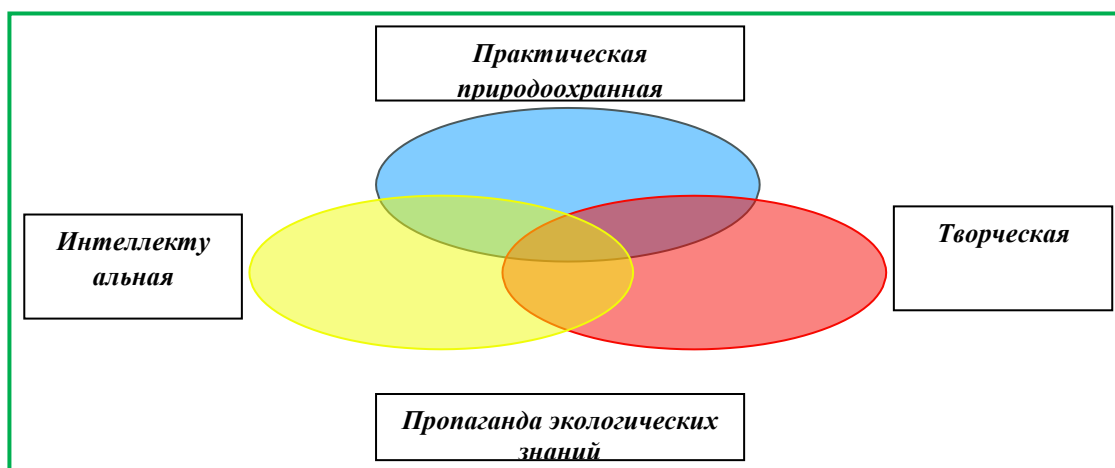 Практическая
природоохранная
Интеллекту
альная
Творческая
Пропаганда экологических
знаний